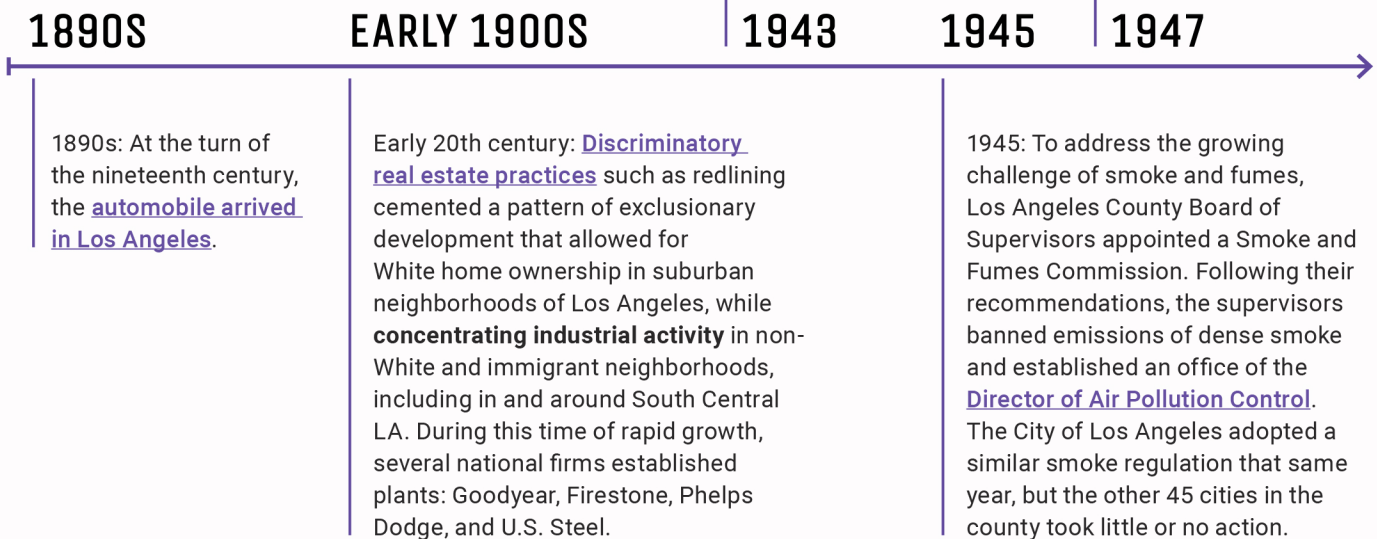 1890S
EARLY 1900S
1943
1945
1947
1890s: At the turn of
the nineteenth century,
the automobile arrived
in Los Angeles.
Early 20th century: Discriminatory
real estate practices such as redlining
cemented a pattern of exclusionary
development that allowed for
White home ownership in suburban
neighborhoods of Los Angeles, while
concentrating industrial activity in non-
White and immigrant neighborhoods,
including in and around South Central
LA. During this time of rapid growth,
several national firms established
plants: Goodyear, Firestone, Phelps
Dodge, and U.S. Steel.
1945: To address the growing
challenge of smoke and fumes,
Los Angeles County Board of
Supervisors appointed a Smoke and
Fumes Commission. Following their
recommendations, the supervisors
banned emissions of dense smoke
and established an office of the
Director of Air Pollution Control.
The City of Los Angeles adopted a
similar smoke regulation that same
year, but the other 45 cities in the
county took little or no action.